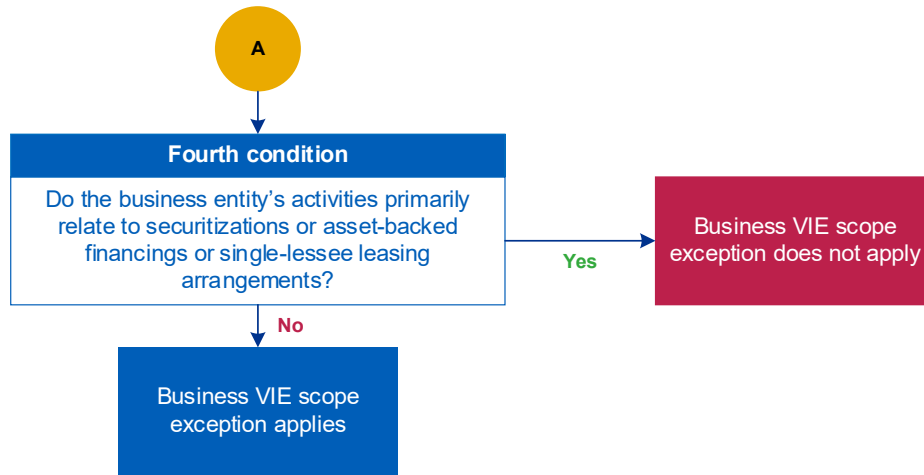 A
Fourth condition
Do the business entity’s activities primarily
relate to securitizations or asset-backed
financings or single-lessee leasing
arrangements?
Yes
Business VIE scope
exception does not apply
No
Business VIE scope
exception applies